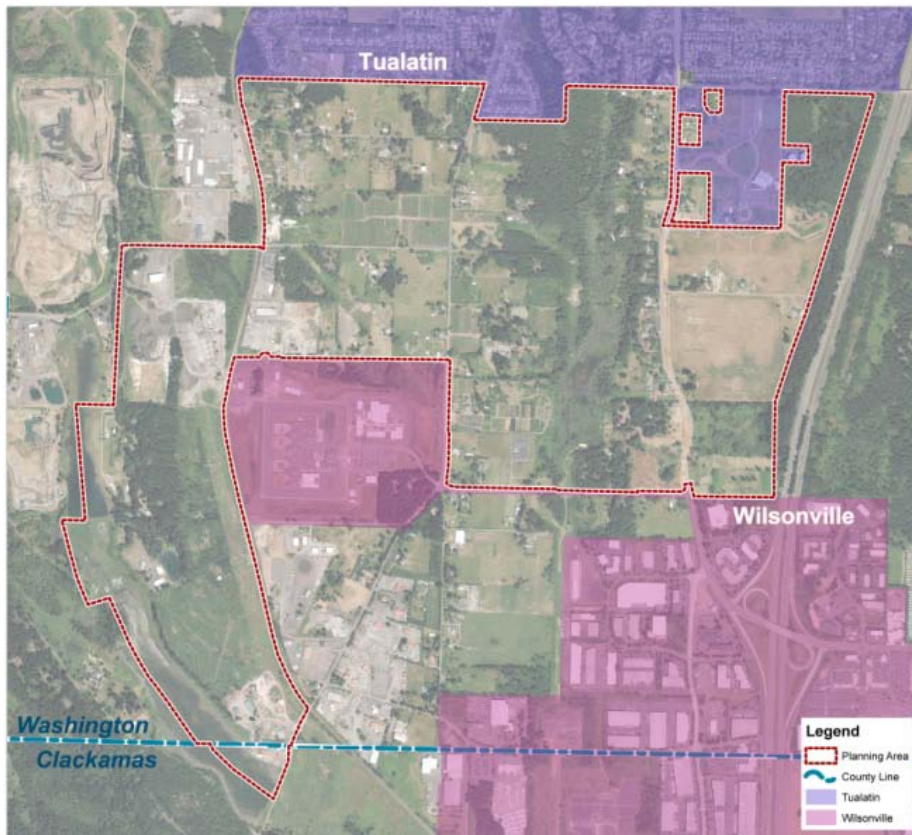 Tualatin
Wilsonville
Washington
Clackamas
Legend
Planning Area
County Line
Tualatin
Wilsonville